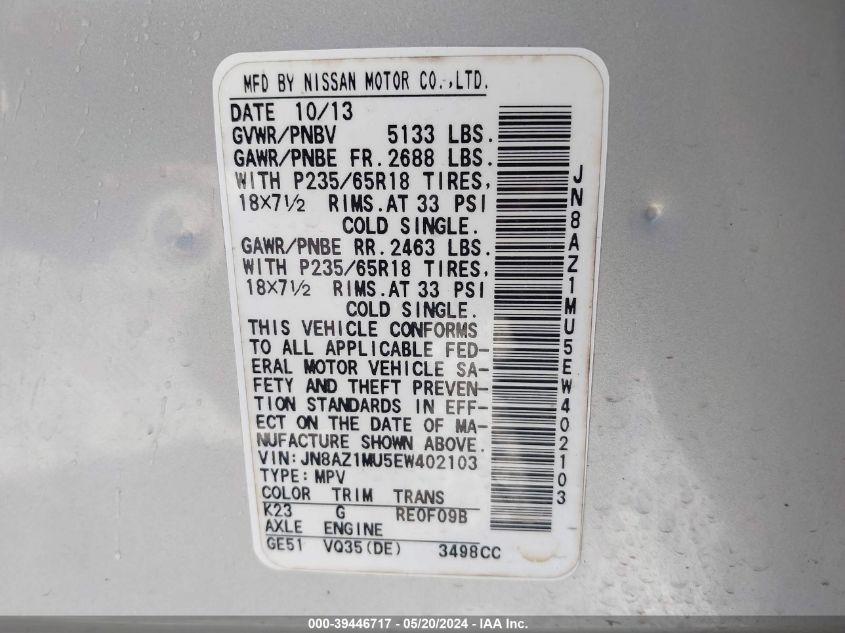 MFD BY NISSAN MOTOR CO.,LTD.
DATE 10/13
GVWR/PNBV 5133 LBS.
GAWR/PNBE FR. 2688 LBS.
WITH P235/65R18 TIRES,
18×7½ RIMS. AT 33 PSI
COLD SINGLE.
GAWR/PNBE RR. 2463 LBS.
WITH P235/65R18 TIRES,
18×7½ RIMS. AT 33 PSI
COLD SINGLE.
THIS VEHICLE CONFORMS
TO ALL APPLICABLE FED-
ERAL MOTOR VEHICLE SA-
FETY AND THEFT PREVEN-
TION STANDARDS IN EFF-
ECT ON THE DATE OF MA-
NUFACTURE SHOWN ABOVE.
VIN:JN8AZ1MU5EW402103
TYPE:MPV
COLOR TRIM TRANS
K23 G RE0F09B
AXLE ENGINE
GE51 VQ35(DE) 3498CC
JN8AZ1MU5EW402103
000-39446717 — 05/20/2024 — IAA Inc.